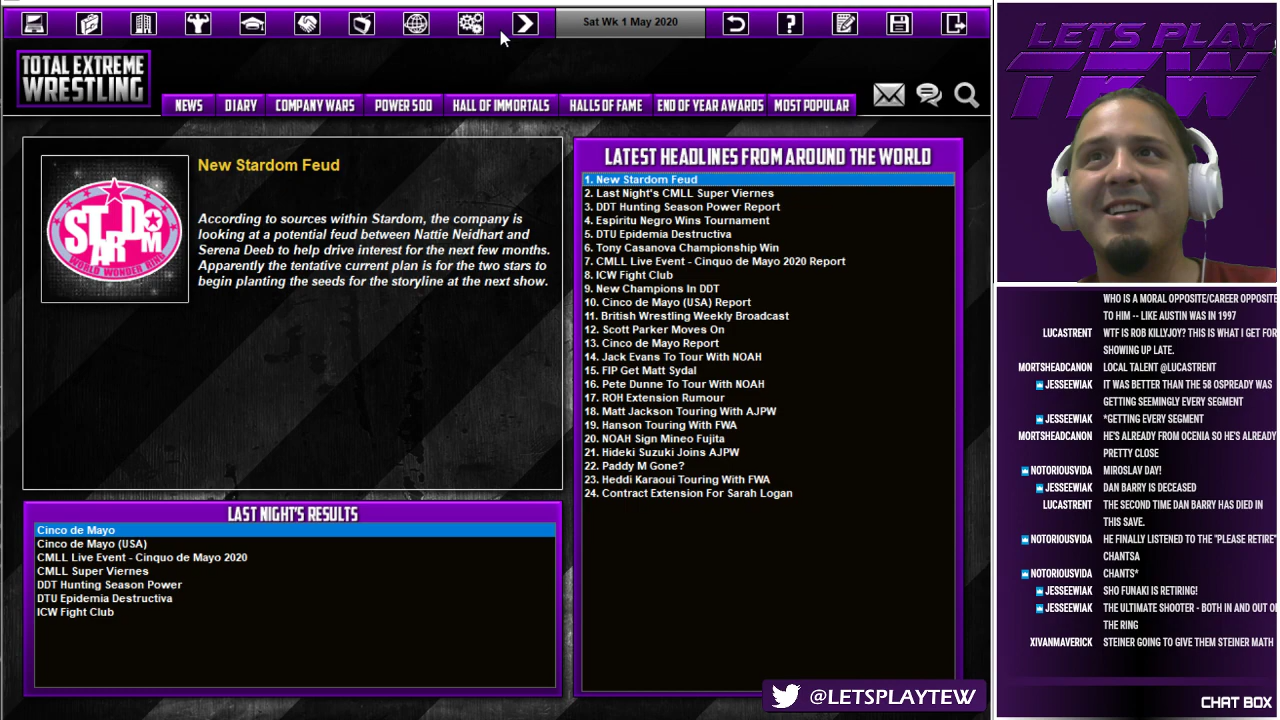 Sat Wk 1 May 2020
TOTAL EXTREME
WRESTLING
NEWS
DIARY
COMPANY WARS
POWER 500
HALL OF IMMORTALS
HALLS OF FAME
END OF YEAR AWARDS
MOST POPULAR
LETS PLAY
TEW
New Stardom Feud
STARDOM
WORLD WONDER RING
According to sources within Stardom, the company is
looking at a potential feud between Nattie Neidhart and
Serena Deeb to help drive interest for the next few months.
Apparently the tentative current plan is for the two stars to
begin planting the seeds for the storyline at the next show.
LAST NIGHT'S RESULTS
Cinco de Mayo
Cinco de Mayo (USA)
CMLL Live Event - Cinquo de Mayo 2020
CMLL Super Viernes
DDT Hunting Season Power
DTU Epidemia Destructiva
ICW Fight Club
LATEST HEADLINES FROM AROUND THE WORLD
1. New Stardom Feud
2. Last Night's CMLL Super Viernes
3. DDT Hunting Season Power Report
4. Espíritu Negro Wins Tournament
5. DTU Epidemia Destructiva
6. Tony Casanova Championship Win
7. CMLL Live Event - Cinquo de Mayo 2020 Report
8. ICW Fight Club
9. New Champions In DDT
10. Cinco de Mayo (USA) Report
11. British Wrestling Weekly Broadcast
12. Scott Parker Moves On
13. Cinco de Mayo Report
14. Jack Evans To Tour With NOAH
15. FIP Get Matt Sydal
16. Pete Dunne To Tour With NOAH
17. ROH Extension Rumour
18. Matt Jackson Touring With AJPW
19. Hanson Touring With FWA
20. NOAH Sign Mineo Fujita
21. Hideki Suzuki Joins AJPW
22. Paddy M Gone?
23. Heddi Karaoui Touring With FWA
24. Contract Extension For Sarah Logan
@LETSPLAYTEW
WHO IS A MORAL OPPOSITE/CAREER OPPOSITE
TO HIM -- LIKE AUSTIN WAS IN 1997
LUCASTRENT WTF IS ROB KILLYJOY? THIS IS WHAT I GET FOR
SHOWING UP LATE.
MORTSHEADCANON LOCAL TALENT @LUCASTRENT
JESSEEWIAK IT WAS BETTER THAN THE 58 OSPREADY WAS
GETTING SEEMINGLY EVERY SEGMENT
JESSEEWIAK *GETTING EVERY SEGMENT
MORTSHEADCANON HE'S ALREADY FROM OCENIA SO HE'S ALREADY
PRETTY CLOSE
NOTORIOUSVIDA MIROSLAV DAY!
JESSEEWIAK DAN BARRY IS DECEASED
LUCASTRENT THE SECOND TIME DAN BARRY HAS DIED IN
THIS SAVE.
NOTORIOUSVIDA HE FINALLY LISTENED TO THE "PLEASE RETIRE"
CHANTSA
NOTORIOUSVIDA CHANTS*
JESSEEWIAK SHO FUNAKI IS RETIRING!
JESSEEWIAK THE ULTIMATE SHOOTER - BOTH IN AND OUT OF
THE RING
XIVANMAVERICK STEINER GOING TO GIVE THEM STEINER MATH
CHAT BOX